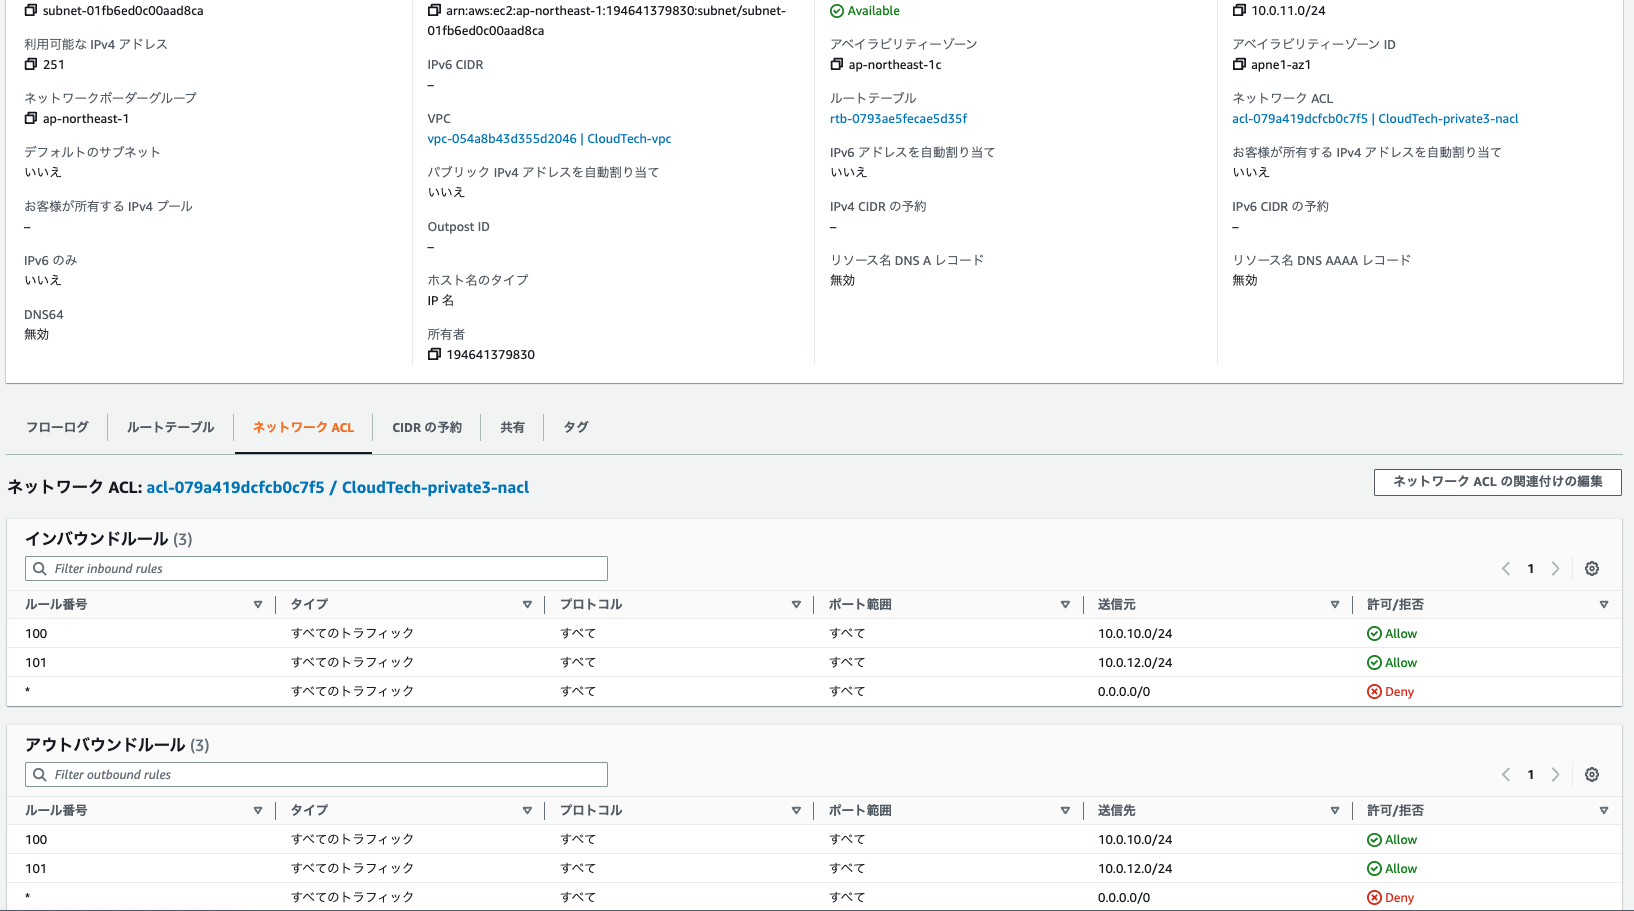 subnet-01fb6ed0c00aad8ca
利用可能な IPv4 アドレス
251
ネットワークボーダーグループ
ap-northeast-1
デフォルトのサブネット
いいえ
お客様が所有する IPv4 プール
–
IPv6 のみ
いいえ
DNS64
無効
arn:aws:ec2:ap-northeast-1:194641379830:subnet/subnet-
01fb6ed0c00aad8ca
IPv6 CIDR
–
VPC
vpc-054a8b43d355d2046 | CloudTech-vpc
パブリック IPv4 アドレスを自動割り当て
いいえ
Outpost ID
–
ホスト名のタイプ
IP 名
所有者
194641379830
Available
アベイラビリティーゾーン
ap-northeast-1c
ルートテーブル
rtb-0793ae5fecae5d35f
IPv6 アドレスを自動割り当て
いいえ
IPv4 CIDR の予約
–
リソース名 DNS A レコード
無効
10.0.11.0/24
アベイラビリティーゾーン ID
apne1-az1
ネットワーク ACL
acl-079a419dcfcb0c7f5 | CloudTech-private3-nacl
お客様が所有する IPv4 アドレスを自動割り当て
いいえ
IPv6 CIDR の予約
–
リソース名 DNS AAAA レコード
無効
フローログ ルートテーブル ネットワーク ACL CIDR の予約 共有 タグ
ネットワーク ACL: acl-079a419dcfcb0c7f5 / CloudTech-private3-nacl
ネットワーク ACL の関連付けの編集
インバウンドルール (3)
Filter inbound rules
1
ルール番号 タイプ プロトコル ポート範囲 送信元 許可/拒否
100 すべてのトラフィック すべて すべて 10.0.10.0/24 Allow
101 すべてのトラフィック すべて すべて 10.0.12.0/24 Allow
* すべてのトラフィック すべて すべて 0.0.0.0/0 Deny
アウトバウンドルール (3)
Filter outbound rules
1
ルール番号 タイプ プロトコル ポート範囲 送信先 許可/拒否
100 すべてのトラフィック すべて すべて 10.0.10.0/24 Allow
101 すべてのトラフィック すべて すべて 10.0.12.0/24 Allow
* すべてのトラフィック すべて すべて 0.0.0.0/0 Deny